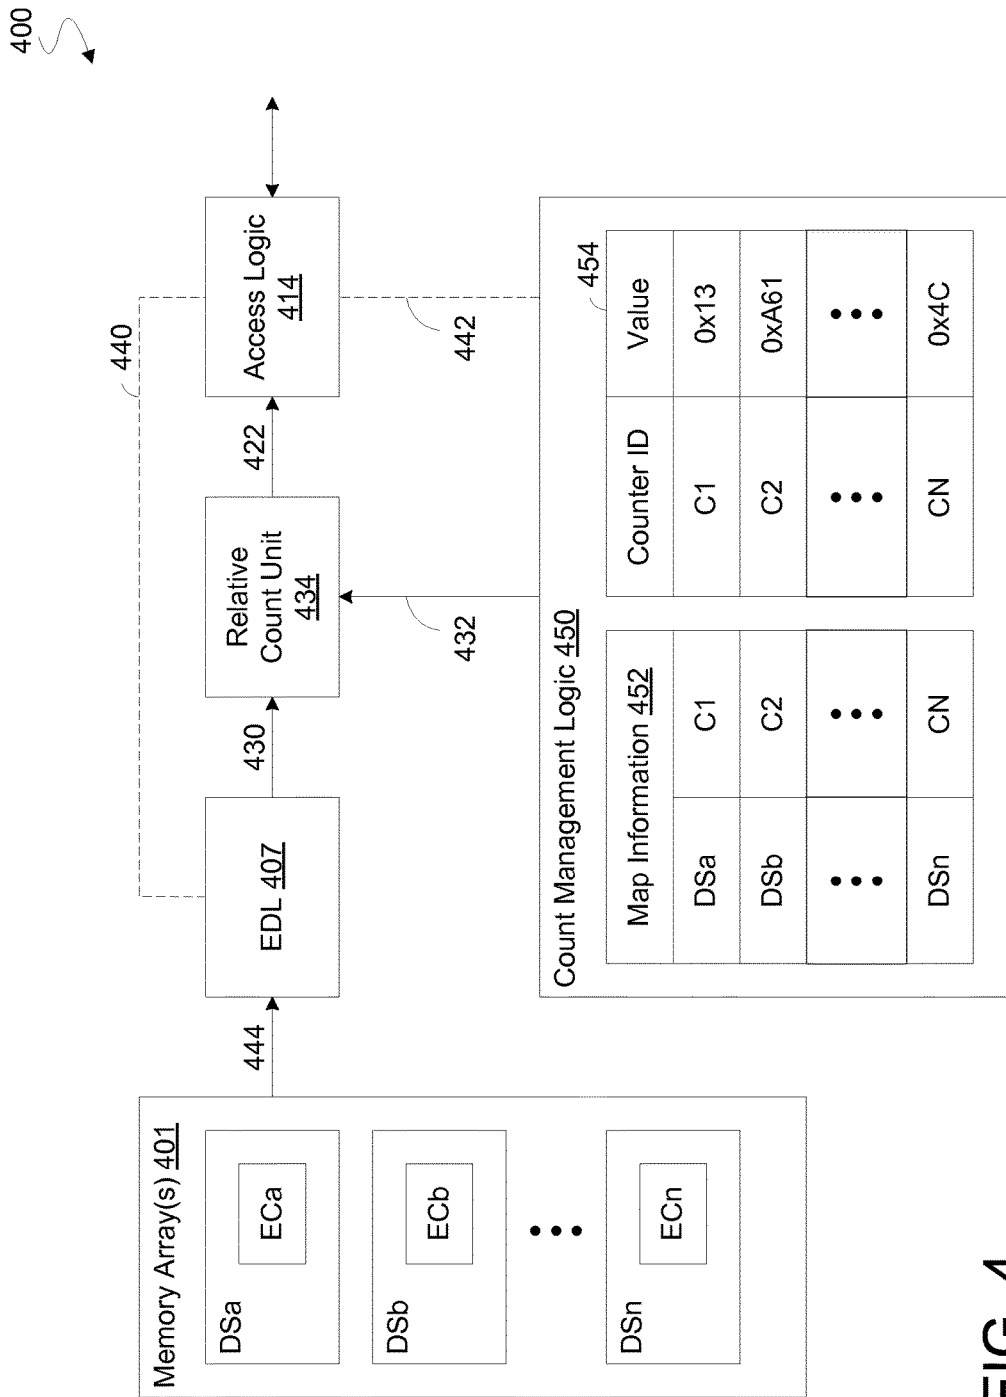 400
440
Memory Array(s) 401
DSa
ECa
DSb
ECb
DSn
ECn
444
EDL 407
430
Relative
Count Unit
434
422
Access Logic
414
432
442
Count Management Logic 450
Map Information 452
DSa C1
DSb C2
DSn CN
454
Counter ID Value
C1 0x13
C2 0xA61
CN 0x4C
FIG. 4